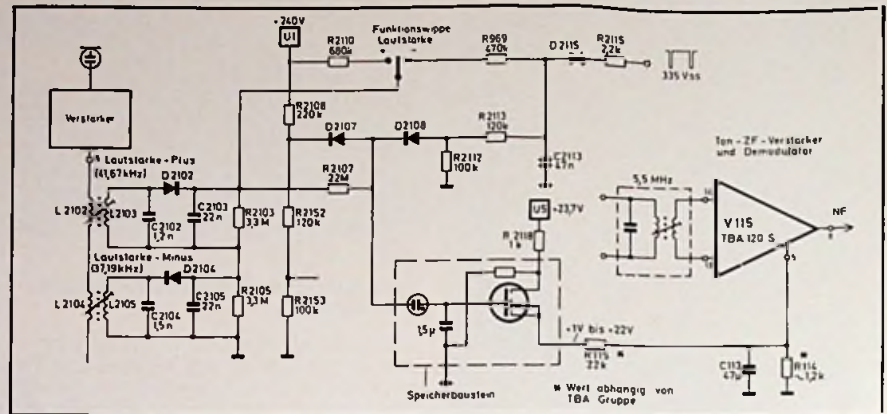 +240V
U1
R2110
680k
Funktionswippe
Lautstärke
+
-
R969
470k
D2115
R2115
2,2k
335 Vss
Verstärker
R2108
220k
D2107
D2108
R2113
120k
Lautstärke-Plus
(41,67kHz)
D2102
R2107
22M
R2112
100k
C2113
47n
Ton-ZF-Verstärker
und Demodulator
L2102
L2103
C2102
1,2n
C2103
22n
R2103
3,3M
R2152
120k
U5
+23,7V
5,5 MHz
V115
TBA 120 S
NF
R2118
1k
Lautstärke-Minus
(37,19kHz)
D2104
L2104
L2105
C2104
1,5n
C2105
22n
R2105
3,3M
R2153
100k
1,5µ
+1V bis +22V
R115
22k
*
C113
47µ
*
R114
~1,2k
Speicherbaustein
* Wert abhängig von
TBA Gruppe